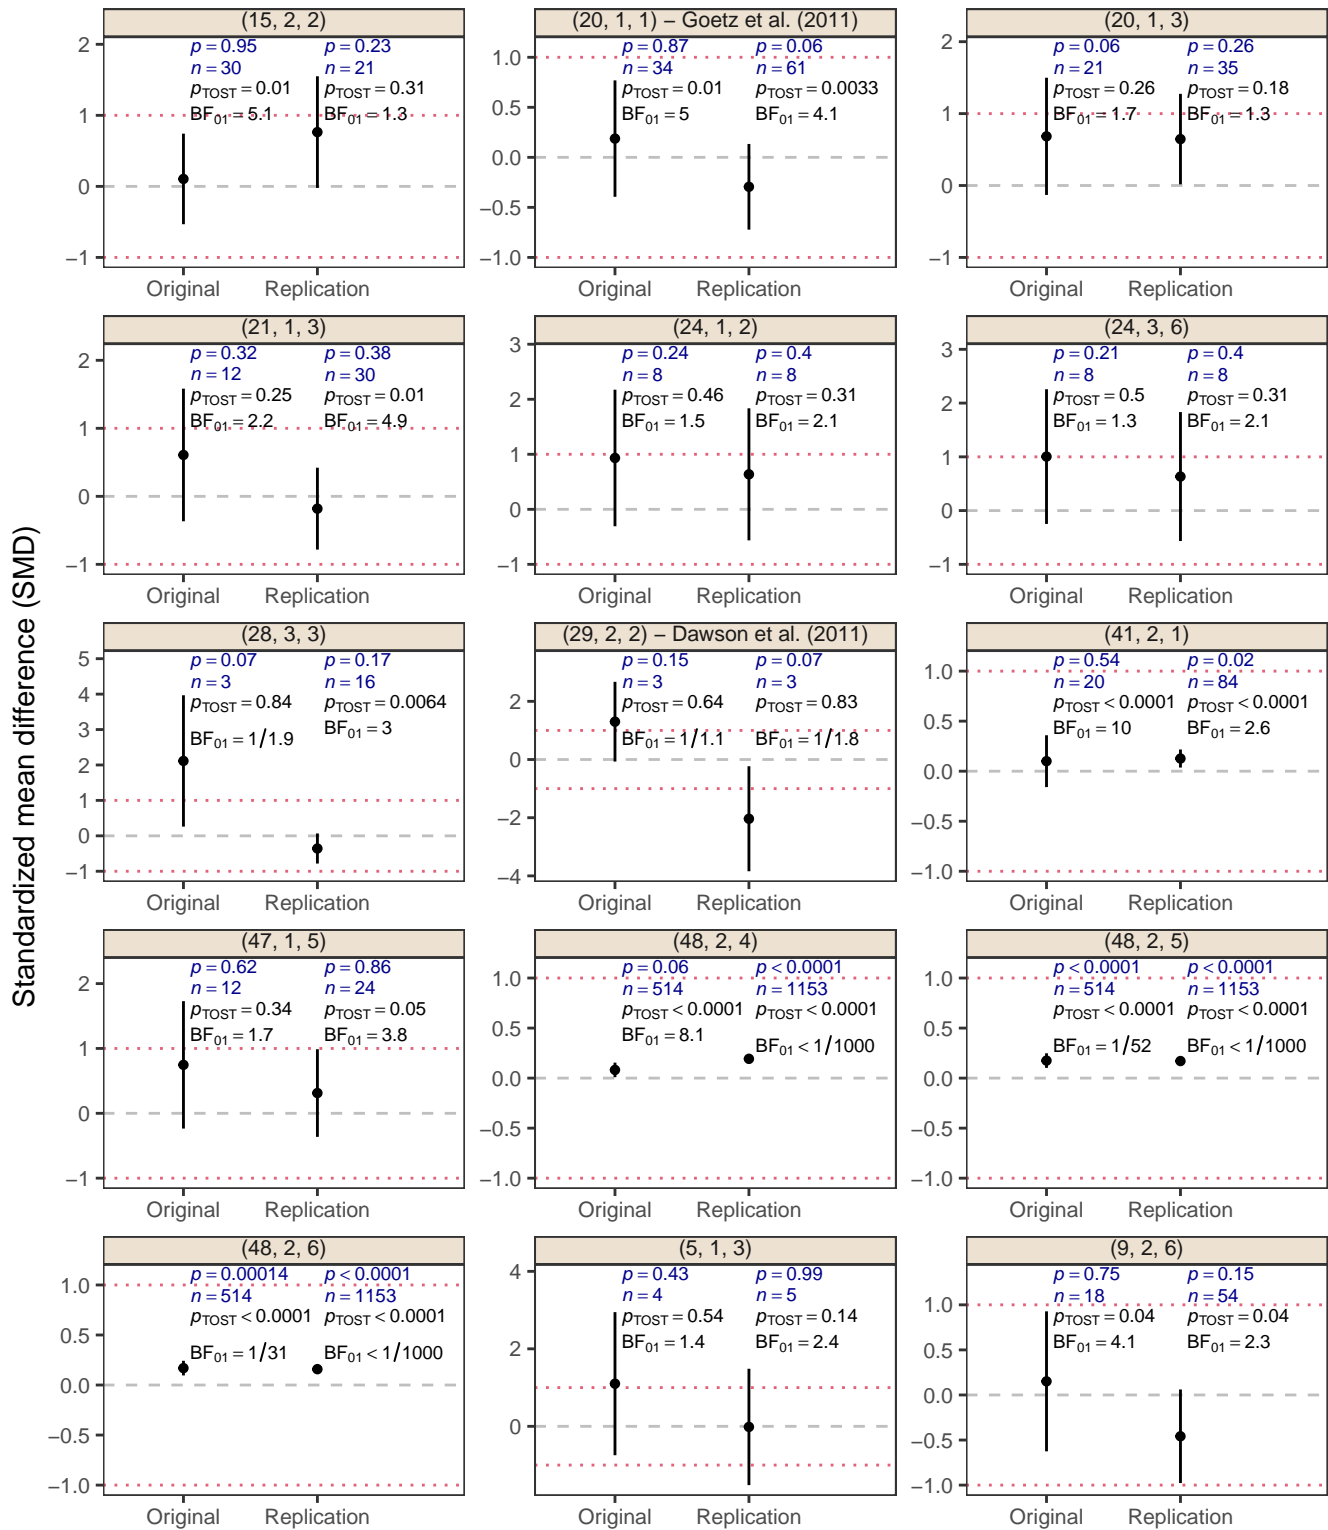 Standardized mean difference (SMD)
(15, 2, 2)
p = 0.95 p = 0.23
n = 30 n = 21
pTOST = 0.01 pTOST = 0.31
BF01 = 5.1 BF01 = 1.3
2
1
0
−1
Original Replication
(20, 1, 1) − Goetz et al. (2011)
p = 0.87 p = 0.06
n = 34 n = 61
pTOST = 0.01 pTOST = 0.0033
BF01 = 5 BF01 = 4.1
1.0
0.5
0.0
−0.5
−1.0
Original Replication
(20, 1, 3)
p = 0.06 p = 0.26
n = 21 n = 35
pTOST = 0.26 pTOST = 0.18
BF01 = 1.7 BF01 = 1.3
2
1
0
−1
Original Replication
(21, 1, 3)
p = 0.32 p = 0.38
n = 12 n = 30
pTOST = 0.25 pTOST = 0.01
BF01 = 2.2 BF01 = 4.9
2
1
0
−1
Original Replication
(24, 1, 2)
p = 0.24 p = 0.4
n = 8 n = 8
pTOST = 0.46 pTOST = 0.31
BF01 = 1.5 BF01 = 2.1
3
2
1
0
−1
Original Replication
(24, 3, 6)
p = 0.21 p = 0.4
n = 8 n = 8
pTOST = 0.5 pTOST = 0.31
BF01 = 1.3 BF01 = 2.1
3
2
1
0
−1
Original Replication
(28, 3, 3)
p = 0.07 p = 0.17
n = 3 n = 16
pTOST = 0.84 pTOST = 0.0064
BF01 = 1/1.9 BF01 = 3
5
4
3
2
1
0
−1
Original Replication
(29, 2, 2) − Dawson et al. (2011)
p = 0.15 p = 0.07
n = 3 n = 3
pTOST = 0.64 pTOST = 0.83
BF01 = 1/1.1 BF01 = 1/1.8
2
0
−2
−4
Original Replication
(41, 2, 1)
p = 0.54 p = 0.02
n = 20 n = 84
pTOST < 0.0001 pTOST < 0.0001
BF01 = 10 BF01 = 2.6
1.0
0.5
0.0
−0.5
−1.0
Original Replication
(47, 1, 5)
p = 0.62 p = 0.86
n = 12 n = 24
pTOST = 0.34 pTOST = 0.05
BF01 = 1.7 BF01 = 3.8
2
1
0
−1
Original Replication
(48, 2, 4)
p = 0.06 p < 0.0001
n = 514 n = 1153
pTOST < 0.0001 pTOST < 0.0001
BF01 = 8.1 BF01 < 1/1000
1.0
0.5
0.0
−0.5
−1.0
Original Replication
(48, 2, 5)
p < 0.0001 p < 0.0001
n = 514 n = 1153
pTOST < 0.0001 pTOST < 0.0001
BF01 = 1/52 BF01 < 1/1000
1.0
0.5
0.0
−0.5
−1.0
Original Replication
(48, 2, 6)
p = 0.00014 p < 0.0001
n = 514 n = 1153
pTOST < 0.0001 pTOST < 0.0001
BF01 = 1/31 BF01 < 1/1000
1.0
0.5
0.0
−0.5
−1.0
Original Replication
(5, 1, 3)
p = 0.43 p = 0.99
n = 4 n = 5
pTOST = 0.54 pTOST = 0.14
BF01 = 1.4 BF01 = 2.4
4
2
0
Original Replication
(9, 2, 6)
p = 0.75 p = 0.15
n = 18 n = 54
pTOST = 0.04 pTOST = 0.04
BF01 = 4.1 BF01 = 2.3
1.0
0.5
0.0
−0.5
−1.0
Original Replication